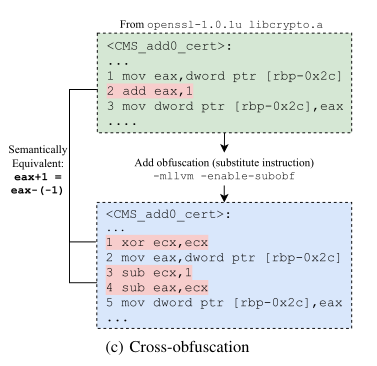 From openssl-1.0.1u libcrypto.a
<CMS_add0_cert>:
...
1 mov eax,dword ptr [rbp-0x2c]
2 add eax,1
3 mov dword ptr [rbp-0x2c],eax
....
Semantically
Equivalent:
eax+1 =
eax-(-1)
Add obfuscation (substitute instruction)
-mllvm -enable-subobf
<CMS_add0_cert>:
...
1 xor ecx,ecx
2 mov eax,dword ptr [rbp-0x2c]
3 sub ecx,1
4 sub eax,ecx
5 mov dword ptr [rbp-0x2c],eax
...
(c) Cross-obfuscation